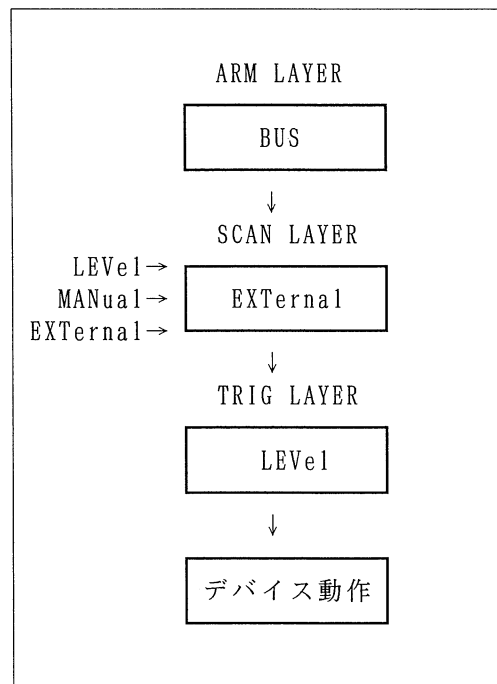 ARM LAYER
BUS
↓
SCAN LAYER
LEVel→
MANual→
EXTernal→
EXTernal
↓
TRIG LAYER
LEVel
↓
デバイス動作